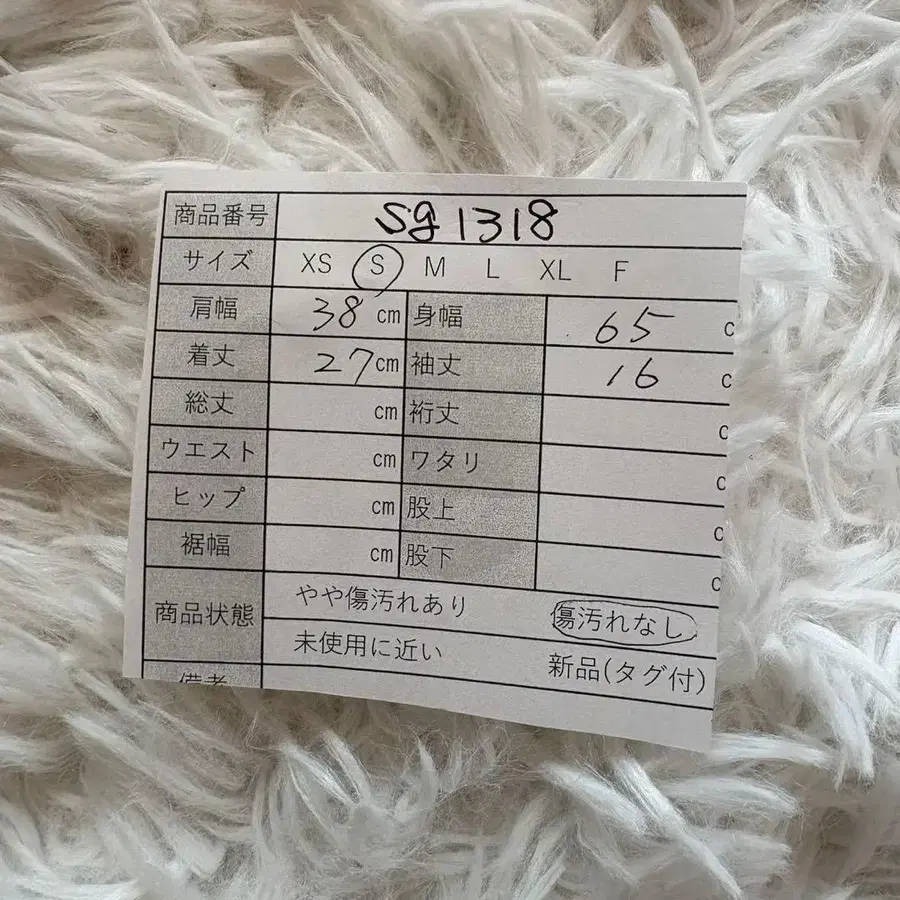 商品番号 sg1318
サイズ XS S M L XL F
肩幅 38 cm 身幅 65 c
着丈 27 cm 袖丈 16 c
総丈 cm 裄丈 c
ウエスト cm ワタリ c
ヒップ cm 股上 c
裾幅 cm 股下 c
商品状態 やや傷汚れあり 傷汚れなし
未使用に近い 新品(タグ付)
備考